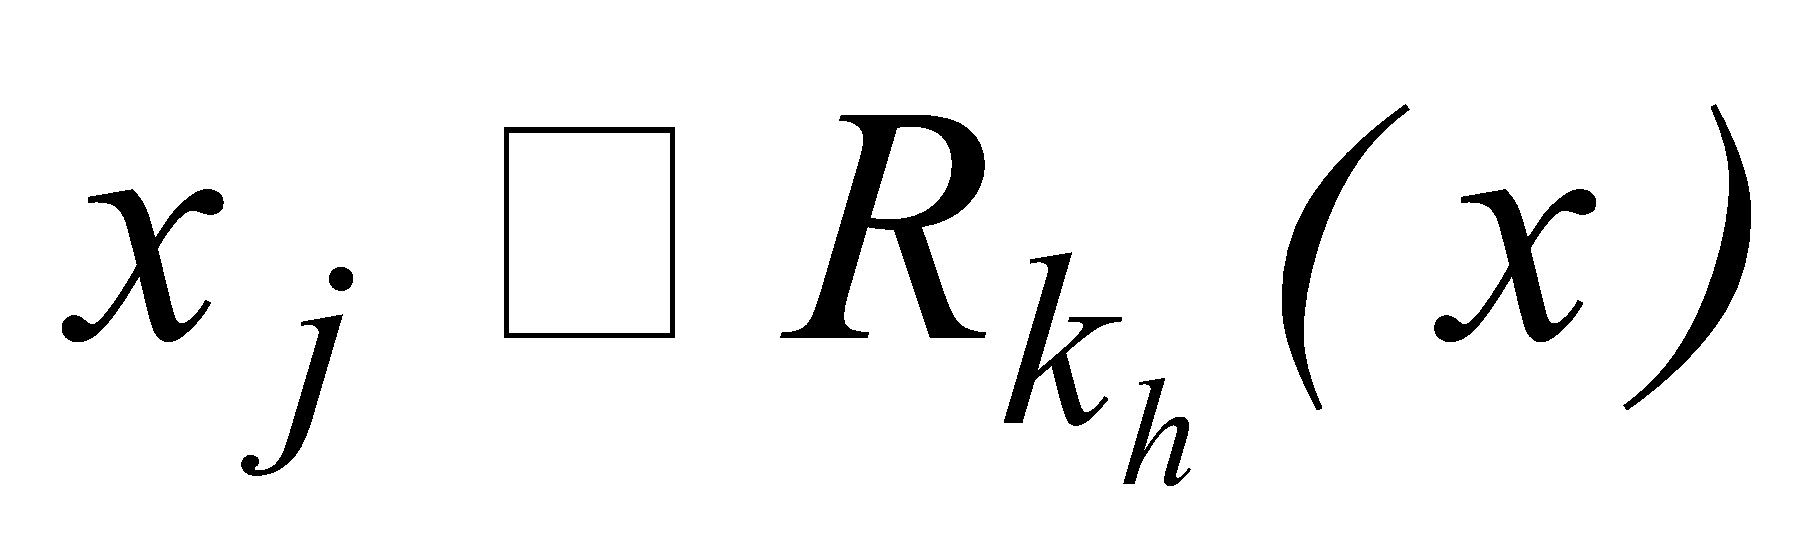 x_j □ R_{k_h}(x)